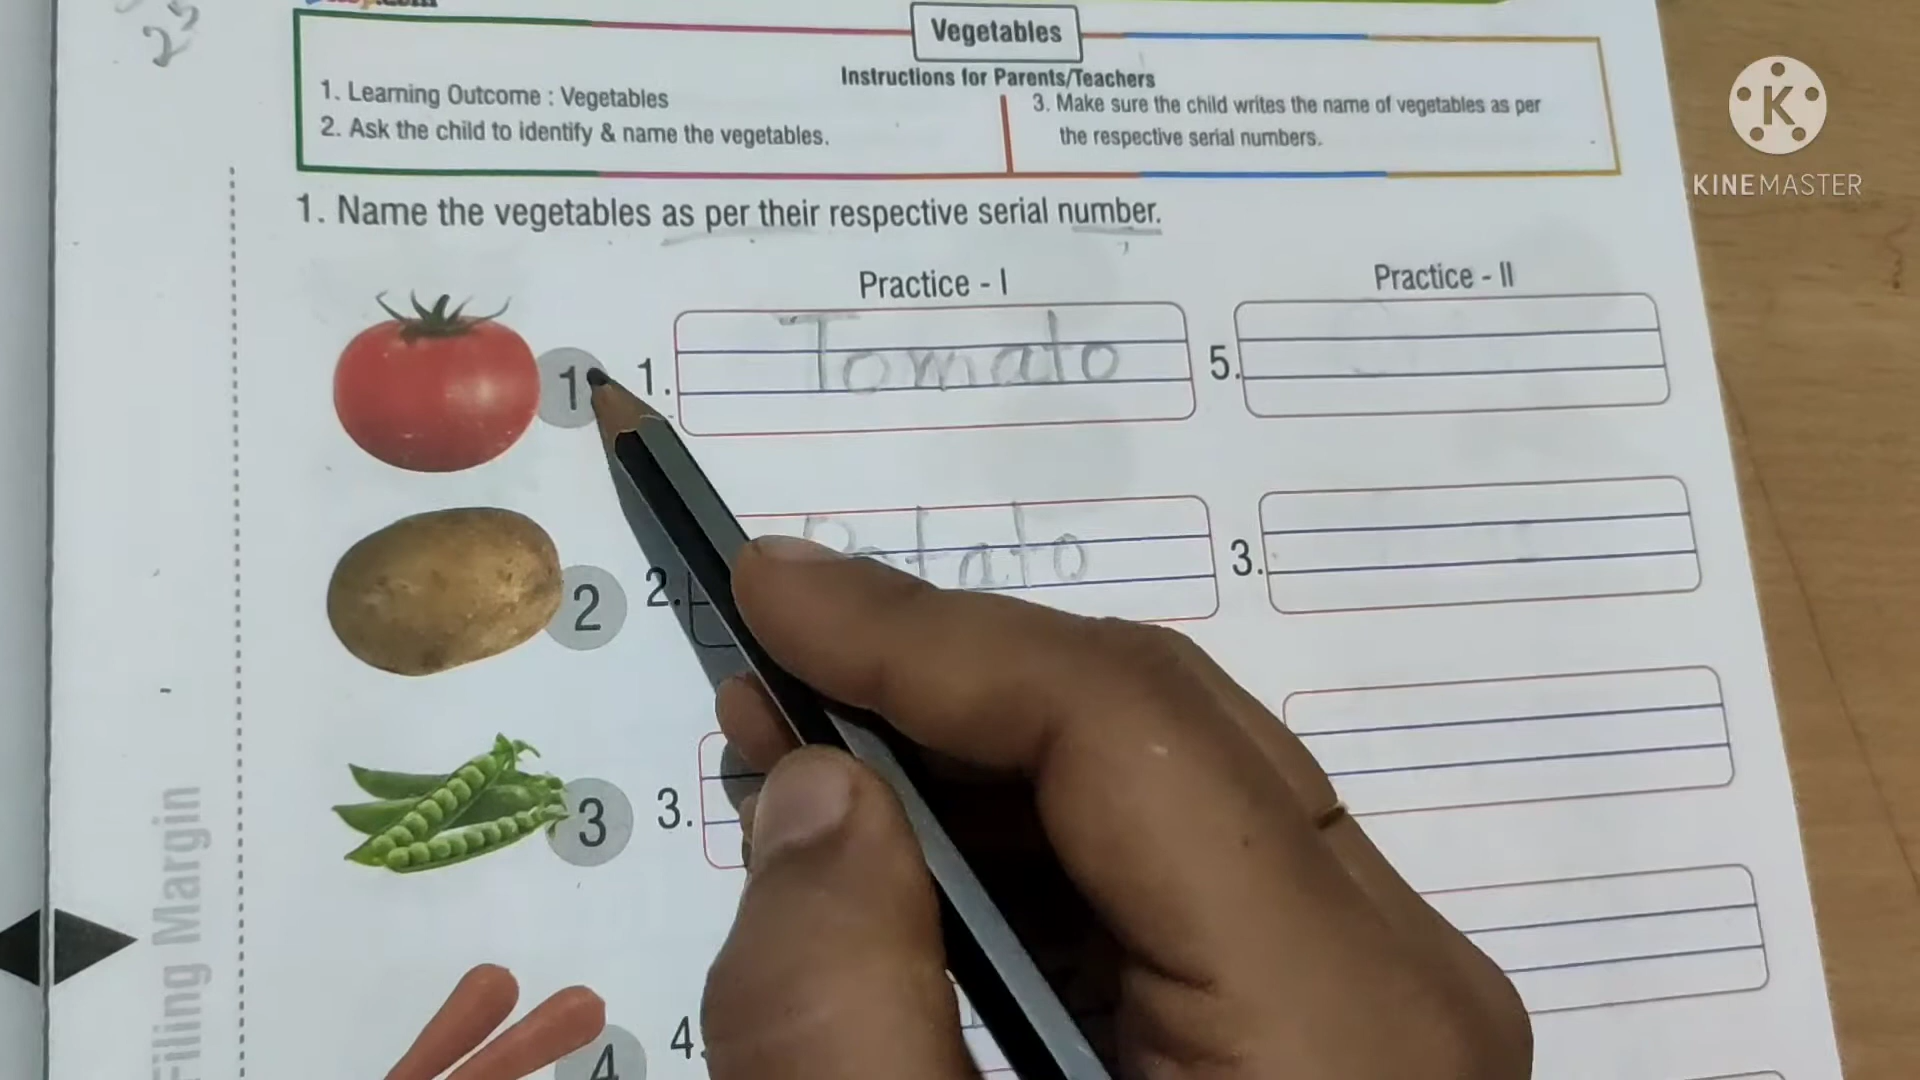 25
Vegetables
Instructions for Parents/Teachers
1. Learning Outcome : Vegetables
2. Ask the child to identify & name the vegetables.
3. Make sure the child writes the name of vegetables as per
the respective serial numbers.
KINEMASTER
1. Name the vegetables as per their respective serial number.
Practice - I
Practice - II
1
1. Tomato
5.
2
2. Potato
3.
3
3.
4
4.
Filing Margin